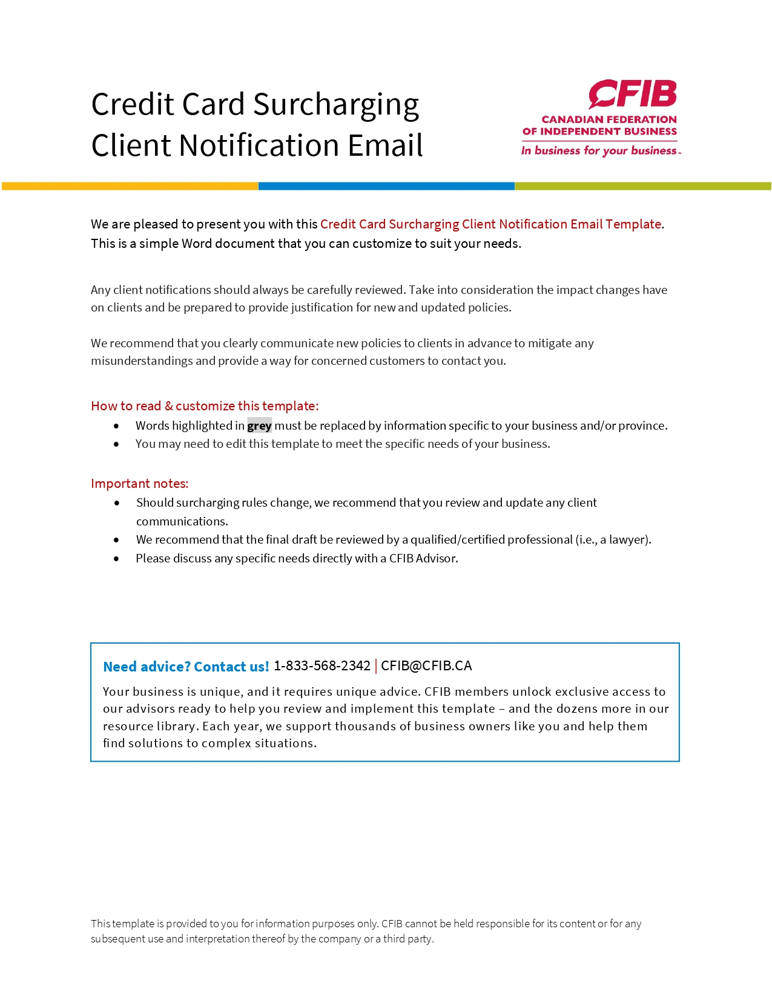 Credit Card Surcharging
Client Notification Email
CFIB
CANADIAN FEDERATION
OF INDEPENDENT BUSINESS
In business for your business™
We are pleased to present you with this Credit Card Surcharging Client Notification Email Template.
This is a simple Word document that you can customize to suit your needs.
Any client notifications should always be carefully reviewed. Take into consideration the impact changes have
on clients and be prepared to provide justification for new and updated policies.
We recommend that you clearly communicate new policies to clients in advance to mitigate any
misunderstandings and provide a way for concerned customers to contact you.
How to read & customize this template:
• Words highlighted in grey must be replaced by information specific to your business and/or province.
• You may need to edit this template to meet the specific needs of your business.
Important notes:
• Should surcharging rules change, we recommend that you review and update any client
communications.
• We recommend that the final draft be reviewed by a qualified/certified professional (i.e., a lawyer).
• Please discuss any specific needs directly with a CFIB Advisor.
Need advice? Contact us! 1-833-568-2342 | CFIB@CFIB.CA
Your business is unique, and it requires unique advice. CFIB members unlock exclusive access to
our advisors ready to help you review and implement this template – and the dozens more in our
resource library. Each year, we support thousands of business owners like you and help them
find solutions to complex situations.
This template is provided to you for information purposes only. CFIB cannot be held responsible for its content or for any
subsequent use and interpretation thereof by the company or a third party.